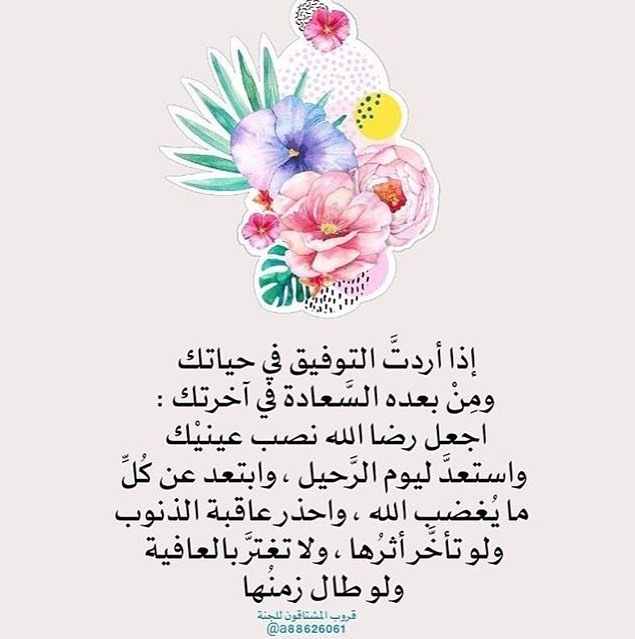 إذا أردتَّ التوفيق في حياتك
ومِنْ بعده السَّعادة في آخرتك :
اجعل رضا الله نصب عينيْك
واستعدَّ ليوم الرَّحيل ، وابتعد عن كُلِّ
ما يُغضب الله ، واحذر عاقبة الذنوب
ولو تأخَّر أثرُها ، ولا تغترَّ بالعافية
ولو طال زمنُها
قروب المشتاقون للجنة
@a88626061